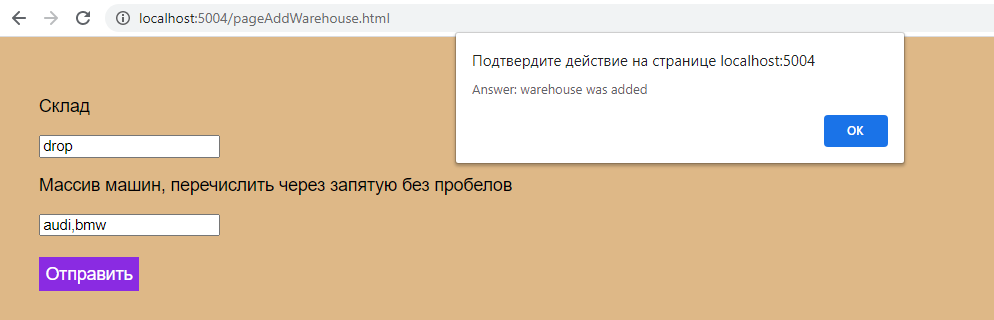 localhost:5004/pageAddWarehouse.html
Подтвердите действие на странице localhost:5004
Answer: warehouse was added
OK
Склад
drop
Массив машин, перечислить через запятую без пробелов
audi,bmw
Отправить